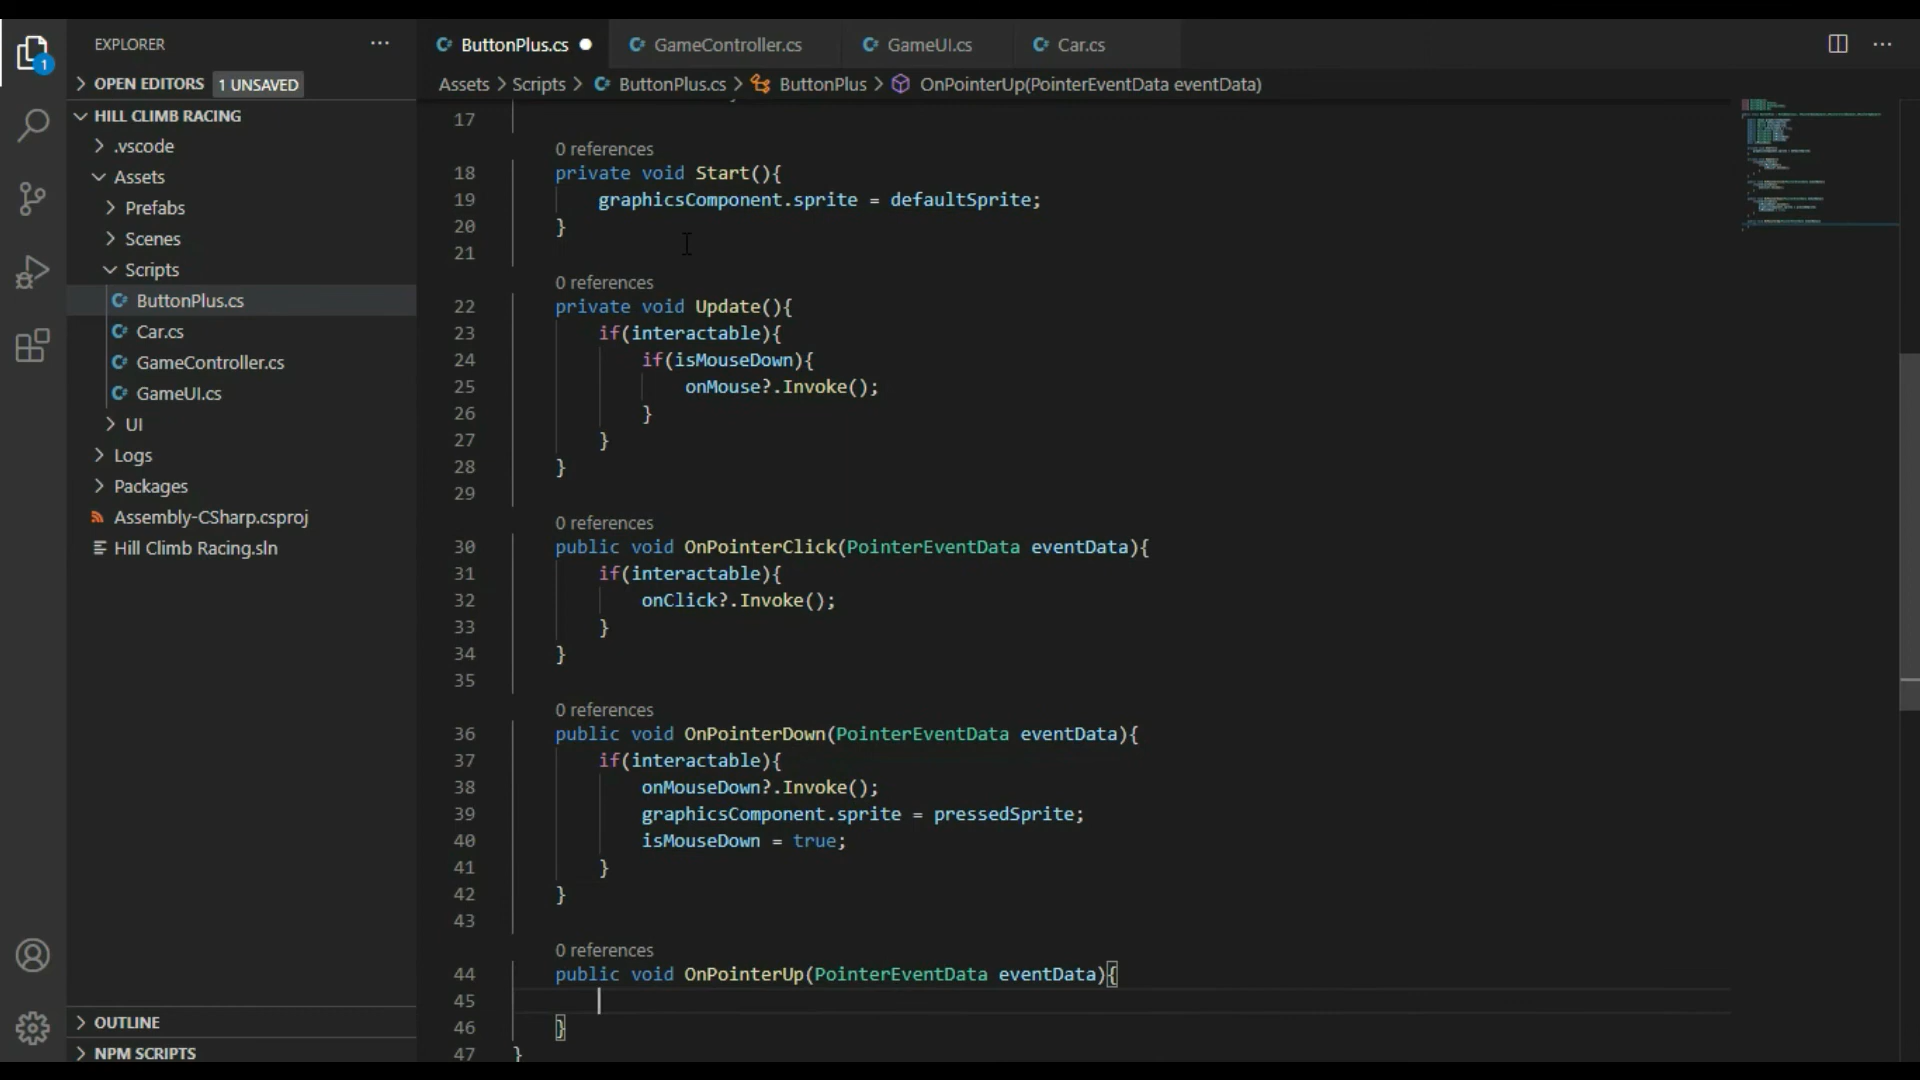 EXPLORER
ButtonPlus.cs
GameController.cs
GameUI.cs
Car.cs
1
OPEN EDITORS 1 UNSAVED
Assets > Scripts > ButtonPlus.cs > ButtonPlus > OnPointerUp(PointerEventData eventData)
HILL CLIMB RACING
.vscode
Assets
Prefabs
Scenes
Scripts
ButtonPlus.cs
Car.cs
GameController.cs
GameUI.cs
UI
Logs
Packages
Assembly-CSharp.csproj
Hill Climb Racing.sln
OUTLINE
NPM SCRIPTS
17
0 references
18 private void Start(){
19 graphicsComponent.sprite = defaultSprite;
20 }
21
0 references
22 private void Update(){
23 if(interactable){
24 if(isMouseDown){
25 onMouse?.Invoke();
26 }
27 }
28 }
29
0 references
30 public void OnPointerClick(PointerEventData eventData){
31 if(interactable){
32 onClick?.Invoke();
33 }
34 }
35
0 references
36 public void OnPointerDown(PointerEventData eventData){
37 if(interactable){
38 onMouseDown?.Invoke();
39 graphicsComponent.sprite = pressedSprite;
40 isMouseDown = true;
41 }
42 }
43
0 references
44 public void OnPointerUp(PointerEventData eventData){
45
46 }
47 }